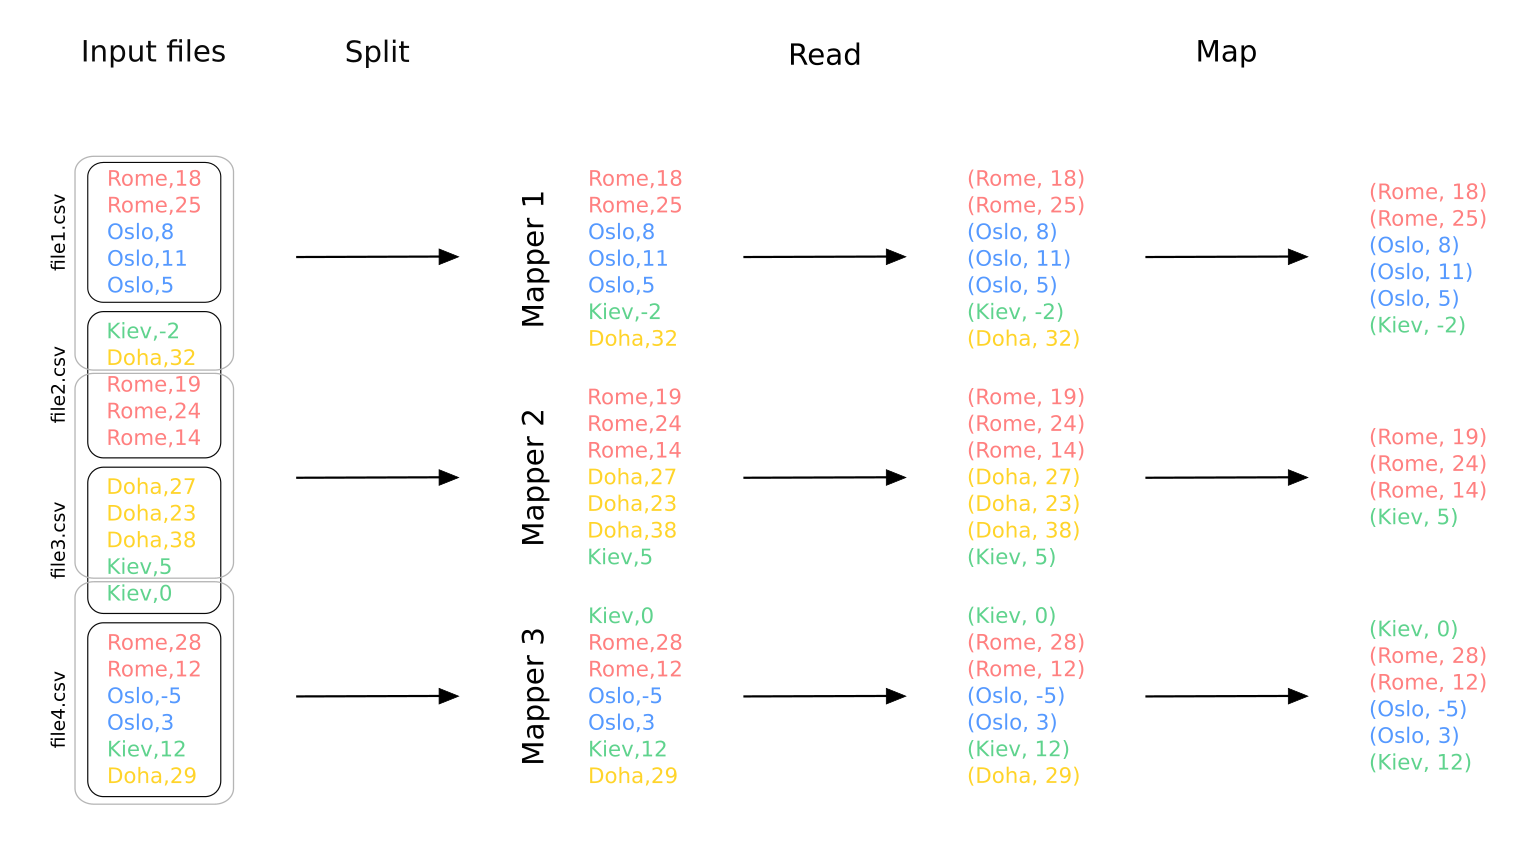 Input files
Split
Read
Map
file1.csv
Rome,18
Rome,25
Oslo,8
Oslo,11
Oslo,5
file2.csv
Kiev,-2
Doha,32
Rome,19
Rome,24
Rome,14
file3.csv
Doha,27
Doha,23
Doha,38
Kiev,5
Kiev,0
file4.csv
Rome,28
Rome,12
Oslo,-5
Oslo,3
Kiev,12
Doha,29
Mapper 1
Rome,18
Rome,25
Oslo,8
Oslo,11
Oslo,5
Kiev,-2
Doha,32
(Rome, 18)
(Rome, 25)
(Oslo, 8)
(Oslo, 11)
(Oslo, 5)
(Kiev, -2)
(Doha, 32)
(Rome, 18)
(Rome, 25)
(Oslo, 8)
(Oslo, 11)
(Oslo, 5)
(Kiev, -2)
Mapper 2
Rome,19
Rome,24
Rome,14
Doha,27
Doha,23
Doha,38
Kiev,5
(Rome, 19)
(Rome, 24)
(Rome, 14)
(Doha, 27)
(Doha, 23)
(Doha, 38)
(Kiev, 5)
(Rome, 19)
(Rome, 24)
(Rome, 14)
(Kiev, 5)
Mapper 3
Kiev,0
Rome,28
Rome,12
Oslo,-5
Oslo,3
Kiev,12
Doha,29
(Kiev, 0)
(Rome, 28)
(Rome, 12)
(Oslo, -5)
(Oslo, 3)
(Kiev, 12)
(Doha, 29)
(Kiev, 0)
(Rome, 28)
(Rome, 12)
(Oslo, -5)
(Oslo, 3)
(Kiev, 12)